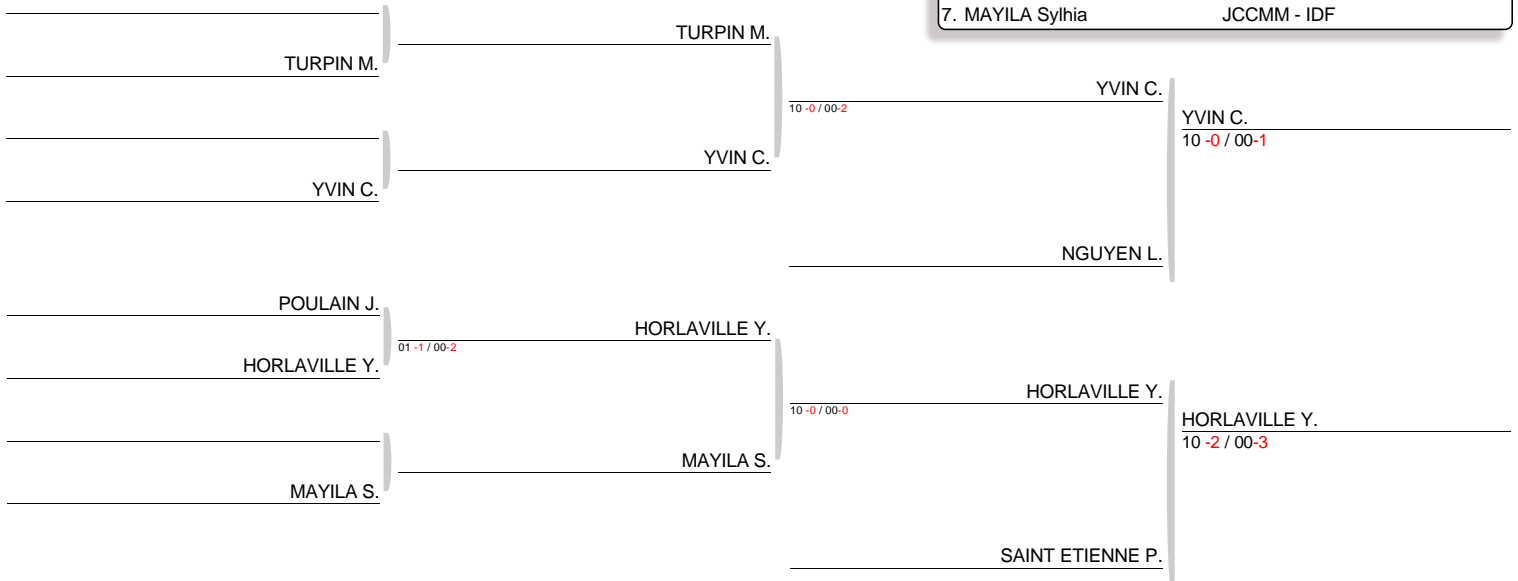 7. MAYILA Sylhia JCCMM - IDF
TURPIN M.
TURPIN M.
YVIN C.
10 -0 / 00-2
YVIN C.
10 -0 / 00-1
YVIN C.
YVIN C.
NGUYEN L.
POULAIN J.
HORLAVILLE Y.
01 -1 / 00-2
HORLAVILLE Y.
HORLAVILLE Y.
10 -0 / 00-0
HORLAVILLE Y.
10 -2 / 00-3
MAYILA S.
MAYILA S.
SAINT ETIENNE P.